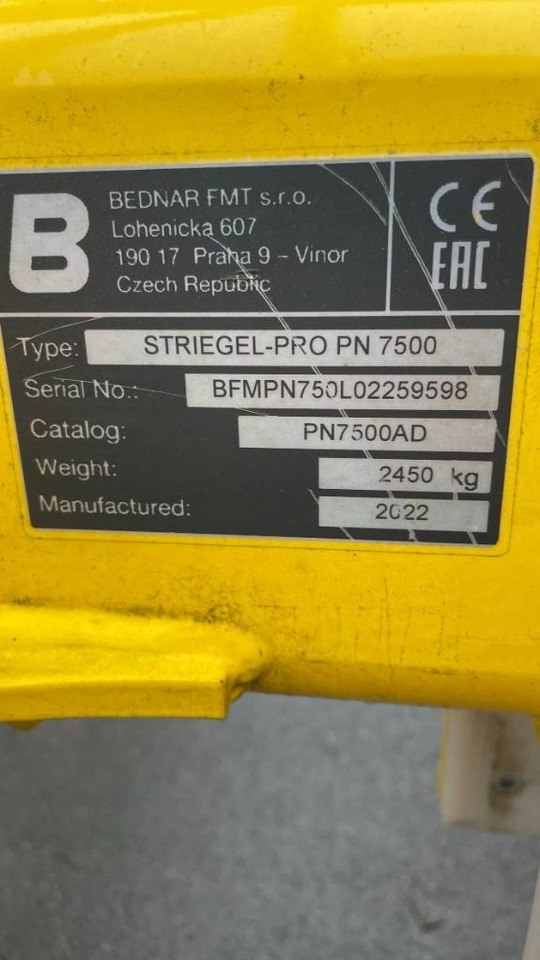 B
BEDNAR FMT s.r.o.
Lohenicka 607
190 17 Praha 9 - Vinor
Czech Republic
CE
EAC
Type: STRIEGEL-PRO PN 7500
Serial No.: BFMPN750L02259598
Catalog: PN7500AD
Weight: 2450 kg
Manufactured: 2022